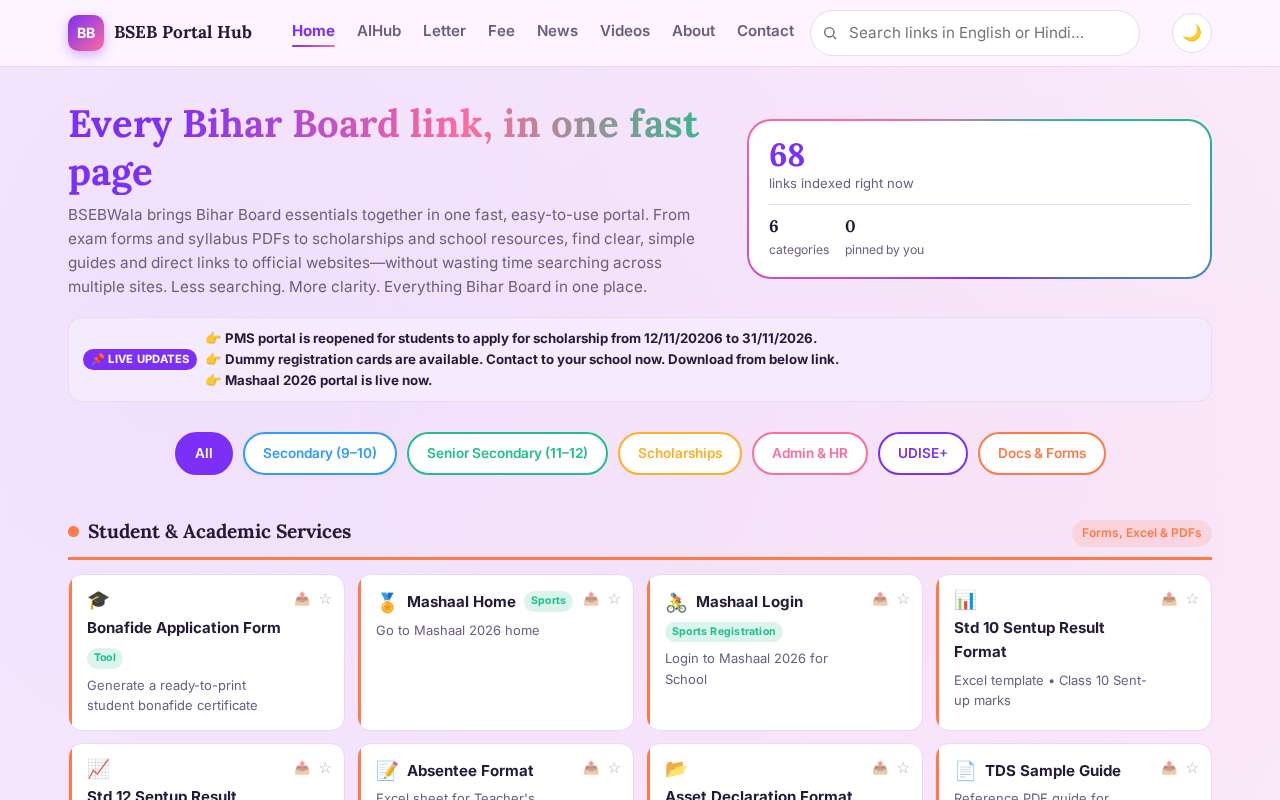 BB
BSEB Portal Hub
Home
AIHub
Letter
Fee
News
Videos
About
Contact
Search links in English or Hindi...
Every Bihar Board link, in one fast
page
BSEBWala brings Bihar Board essentials together in one fast, easy-to-use portal. From
exam forms and syllabus PDFs to scholarships and school resources, find clear, simple
guides and direct links to official websites—without wasting time searching across
multiple sites. Less searching. More clarity. Everything Bihar Board in one place.
68
links indexed right now
6
categories
0
pinned by you
📌 LIVE UPDATES
👉 PMS portal is reopened for students to apply for scholarship from 12/11/20206 to 31/11/2026.
👉 Dummy registration cards are available. Contact to your school now. Download from below link.
👉 Mashaal 2026 portal is live now.
All
Secondary (9–10)
Senior Secondary (11–12)
Scholarships
Admin & HR
UDISE+
Docs & Forms
Student & Academic Services
Forms, Excel & PDFs
Bonafide Application Form
Tool
Generate a ready-to-print
student bonafide certificate
Mashaal Home
Sports
Go to Mashaal 2026 home
Mashaal Login
Sports Registration
Login to Mashaal 2026 for
School
Std 10 Sentup Result
Format
Excel template • Class 10 Sent-
up marks
Std 12 Sentup Result
Absentee Format
Excel sheet for Teacher's
Asset Declaration Format
TDS Sample Guide
Reference PDF guide for